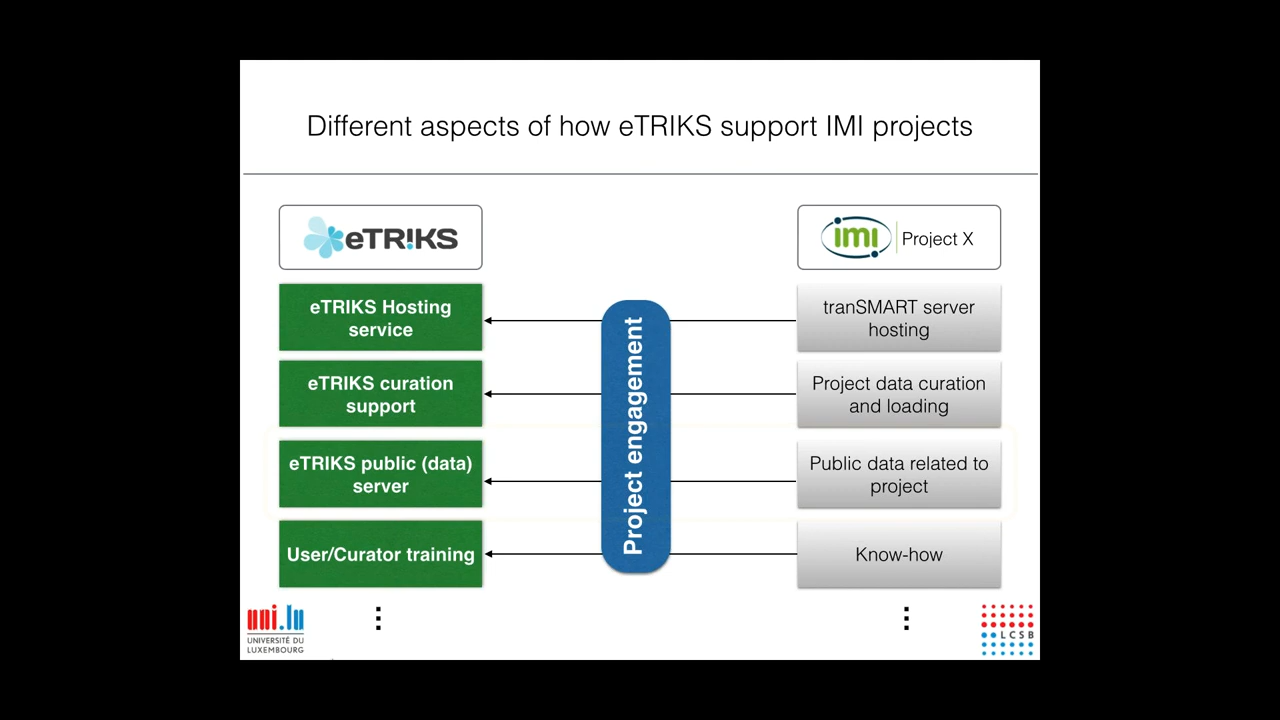 Different aspects of how eTRIKS support IMI projects
eTRIKS
imi
Project X
eTRIKS Hosting
service
tranSMART server
hosting
eTRIKS curation
support
Project data curation
and loading
eTRIKS public (data)
server
Public data related to
project
User/Curator training
Know-how
Project engagement
uni.lu
UNIVERSITÉ DU
LUXEMBOURG
LCSB